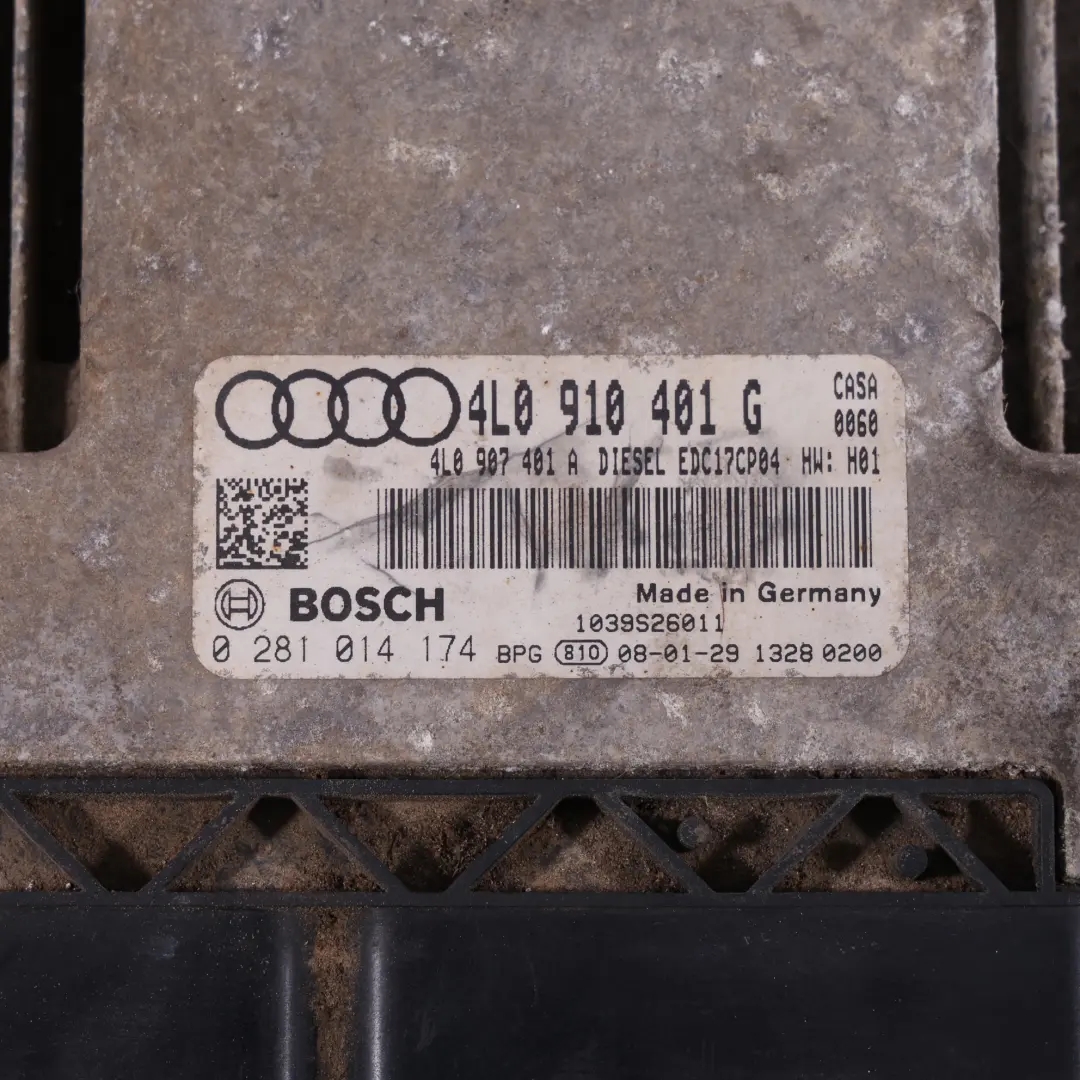 4L0 910 401 G
CASA
0060
4L0 907 401 A DIESEL EDC17CP04 HW: H01
BOSCH
Made in Germany
1039S26011
0 281 014 174 BPG 810 08-01-29 1328 0200